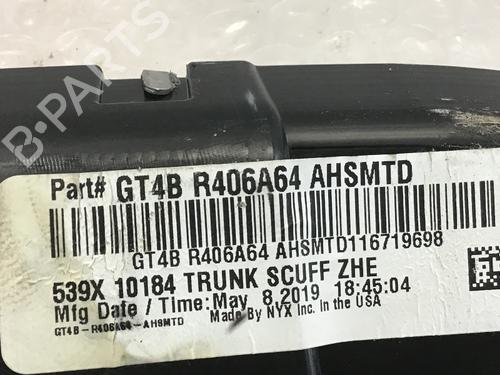 B-PARTS
Part# GT4B R406A64 AHSMTD
GT4B R406A64 AHSMTD116719698
539X 10184 TRUNK SCUFF ZHE
Mfg Date / Time:May 8,2019 18:45:04
Made By NYX Inc. In the USA
GT4B-R406A64-AHSMTD